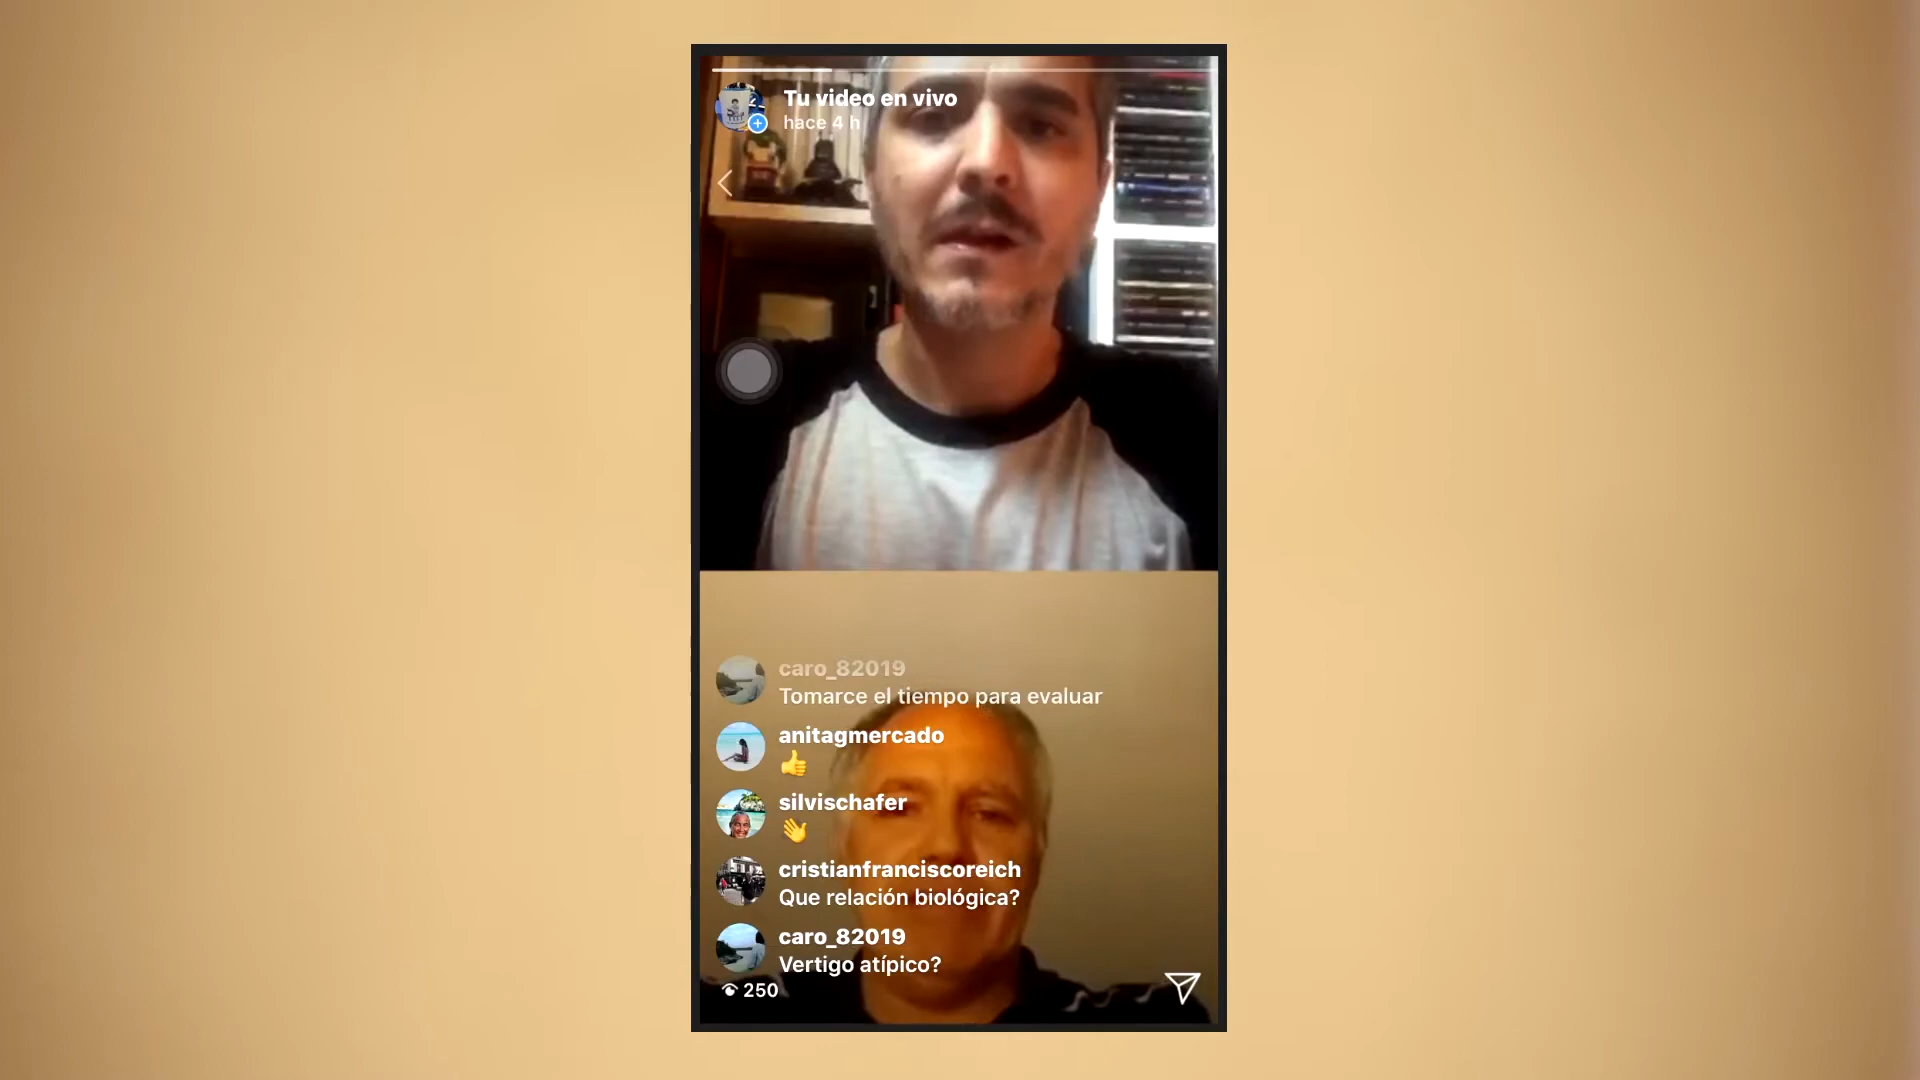 Tu video en vivo
hace 4 h
caro_82019
Tomarce el tiempo para evaluar
anitagmercado
👍
silvischafer
👋
cristianfranciscoreich
Que relación biológica?
caro_82019
Vertigo atípico?
250